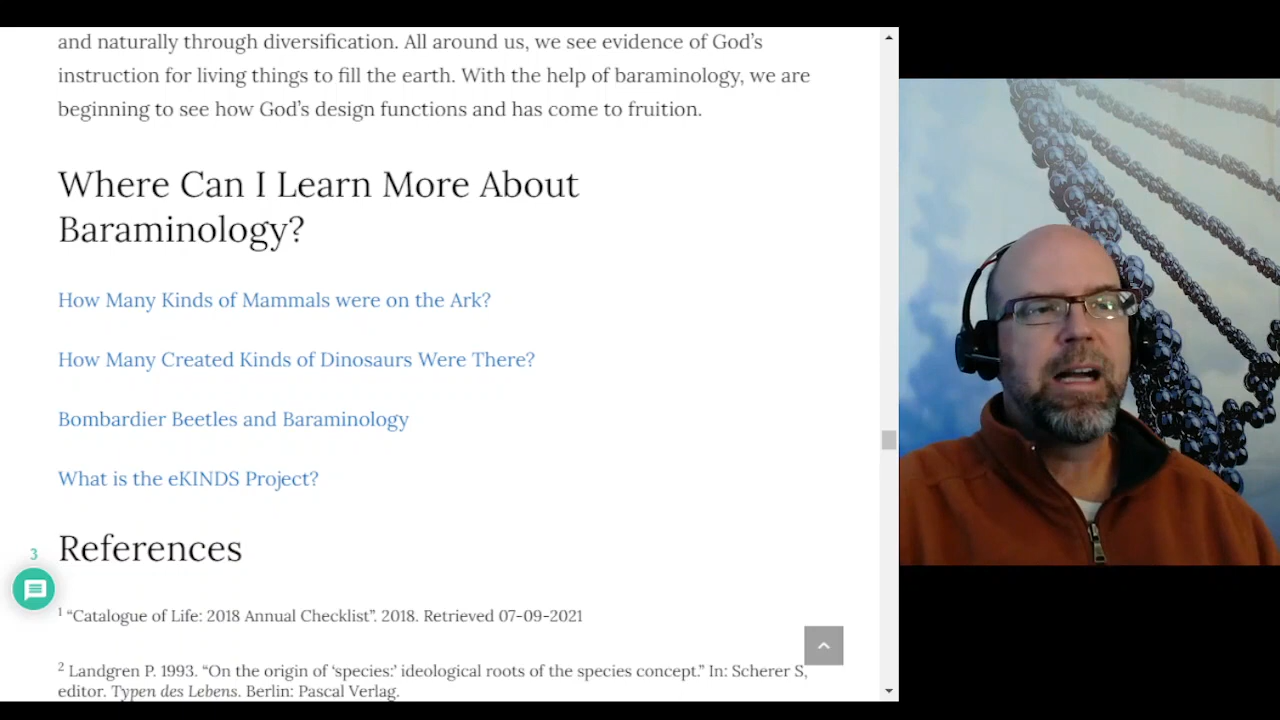 and naturally through diversification. All around us, we see evidence of God’s
instruction for living things to fill the earth. With the help of baraminology, we are
beginning to see how God’s design functions and has come to fruition.
Where Can I Learn More About
Baraminology?
How Many Kinds of Mammals were on the Ark?
How Many Created Kinds of Dinosaurs Were There?
Bombardier Beetles and Baraminology
What is the eKINDS Project?
References
3
1 “Catalogue of Life: 2018 Annual Checklist”. 2018. Retrieved 07-09-2021
2 Landgren P. 1993. “On the origin of ‘species:’ ideological roots of the species concept.” In: Scherer S,
editor. Typen des Lebens. Berlin: Pascal Verlag.